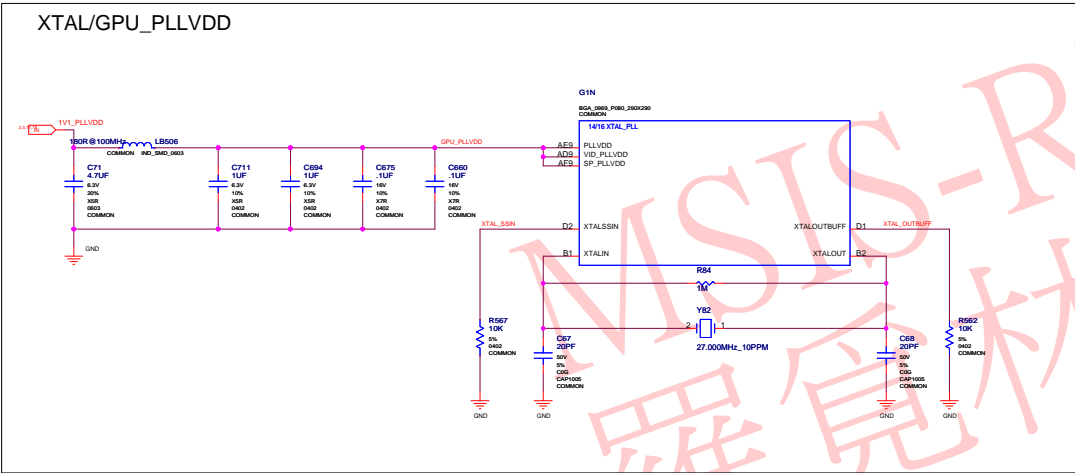 XTAL/GPU_PLLVDD
G1N
BGA_0969_P080_290X290
COMMON
14/16 XTAL_PLL
IN
1V1_PLLVDD
180R@100MHz
LB506
COMMON
IND_SMD_0603
GPU_PLLVDD
AE9
PLLVDD
AD9
VID_PLLVDD
AF9
SP_PLLVDD
C71
4.7UF
6.3V
20%
X5R
0603
COMMON
C711
1UF
6.3V
10%
X5R
0402
COMMON
C694
1UF
6.3V
10%
X5R
0402
COMMON
C675
.1UF
16V
10%
X7R
0402
COMMON
C660
.1UF
16V
10%
X7R
0402
COMMON
GND
XTAL_SSIN
D2
XTALSSIN
XTALOUTBUFF
D1
XTAL_OUTBUFF
B1
XTALIN
XTALOUT
B2
R84
1M
Y82
2
1
27.000MHz_10PPM
R567
10K
5%
0402
COMMON
C67
20PF
50V
5%
C0G
CAP1005
COMMON
C68
20PF
50V
5%
C0G
CAP1005
COMMON
R562
10K
5%
0402
COMMON
GND
GND
GND
GND
MSIS-R
羅覓林